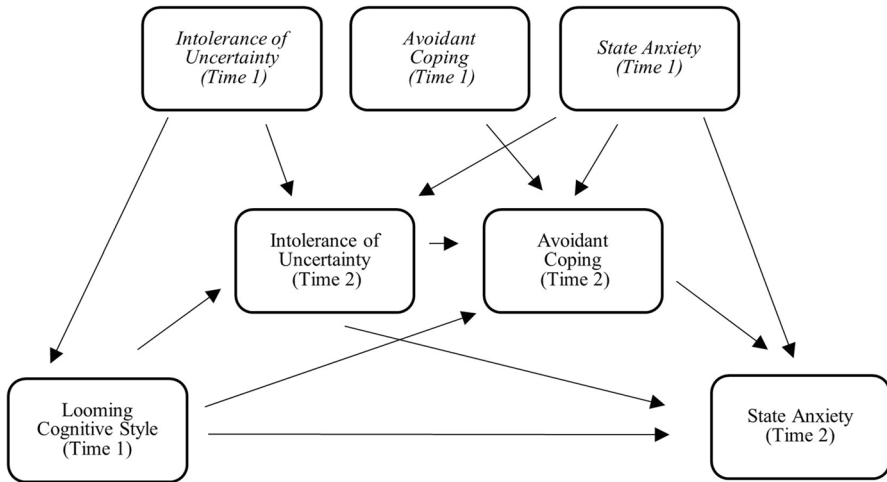 Intolerance of
Uncertainty
(Time 1)
Avoidant
Coping
(Time 1)
State Anxiety
(Time 1)
Intolerance of
Uncertainty
(Time 2)
Avoidant
Coping
(Time 2)
Looming
Cognitive Style
(Time 1)
State Anxiety
(Time 2)